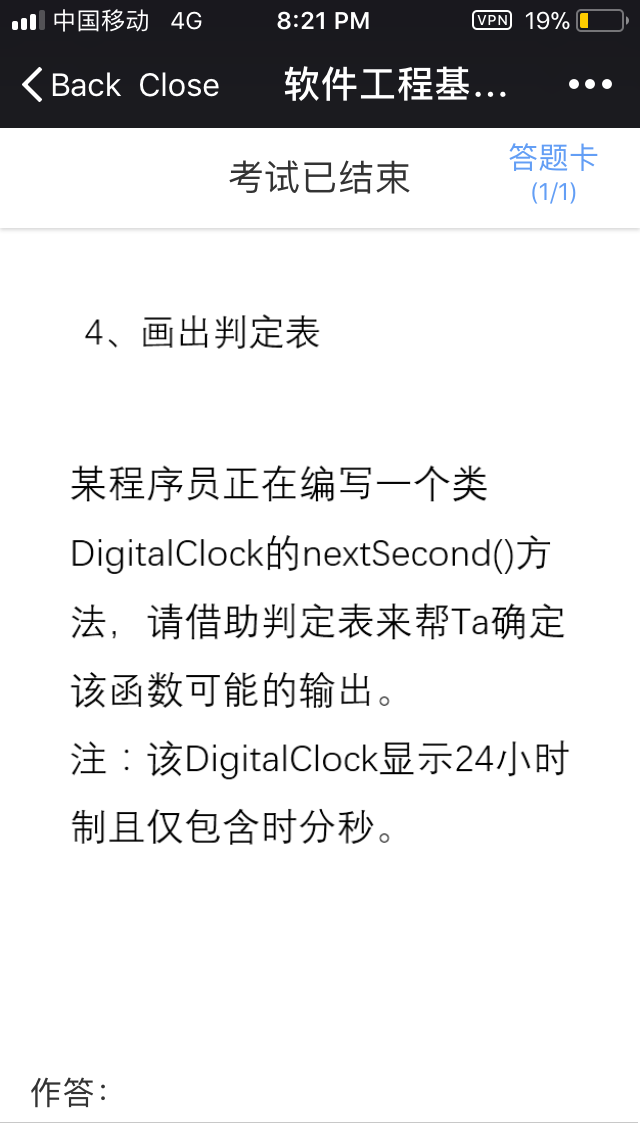 中国移动 4G 8:21 PM VPN 19%
Back Close 软件工程基...
考试已结束
答题卡
(1/1)
4、画出判定表
某程序员正在编写一个类
DigitalClock的nextSecond()方
法，请借助判定表来帮Ta确定
该函数可能的输出。
注：该DigitalClock显示24小时
制且仅包含时分秒。
作答：